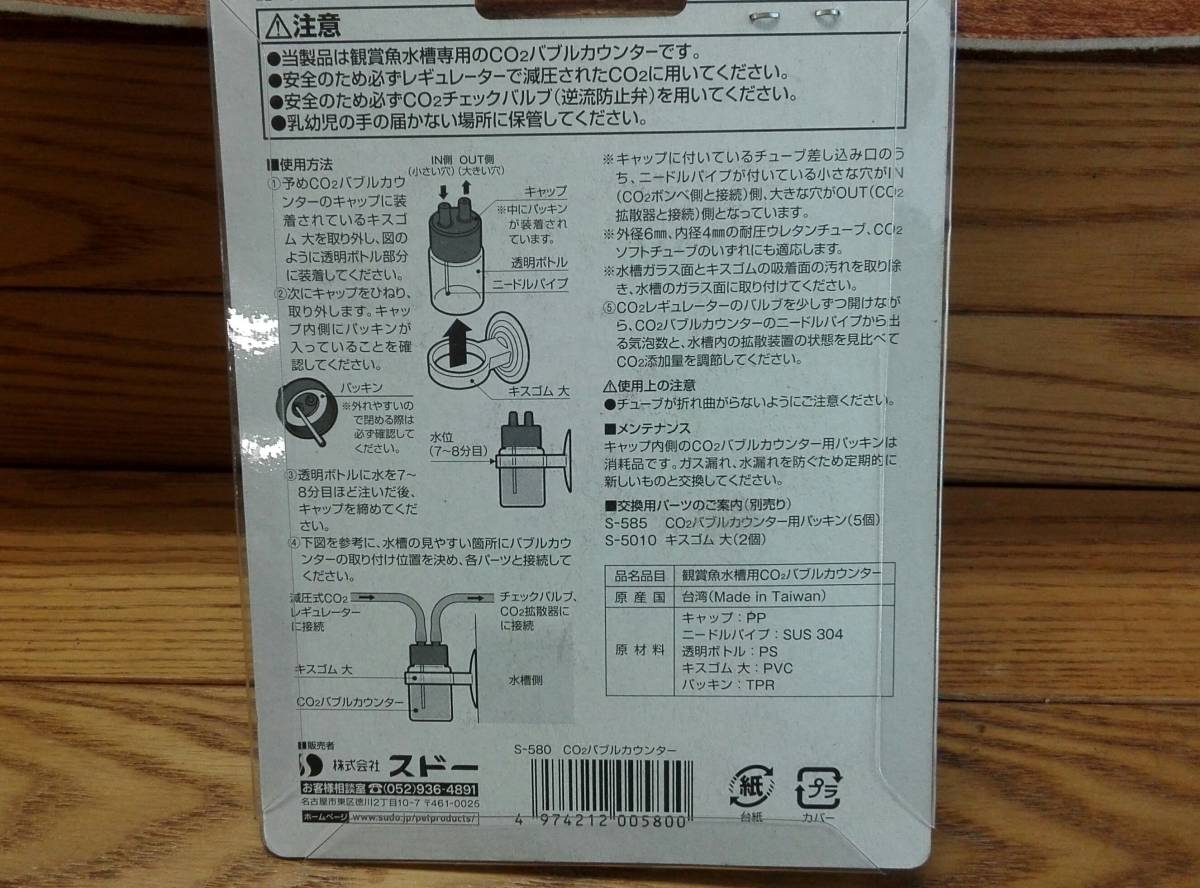 ⚠注意
●当製品は観賞魚水槽専用のCO2バブルカウンターです。
●安全のため必ずレギュレーターで減圧されたCO2に用いてください。
●安全のため必ずCO2チェックバルブ(逆流防止弁)を用いてください。
●乳幼児の手の届かない場所に保管してください。
■使用方法
①予めCO2バブルカウ
ンターのキャップに装
着されているキスゴ
ム 大を取り外し、図の
ように透明ボトル部分
に装着してください。
②次にキャップをひねり、
取り外します。キャッ
プ内側にパッキンが
入っていることを確
認してください。
IN側 OUT側
(小さい穴) (大きい穴)
キャップ
※中にパッキン
が装着され
ています。
透明ボトル
ニードルパイプ
キスゴム 大
パッキン
※外れやすいの
で閉める際は
必ず確認して
ください。
水位
(7〜8分目)
③透明ボトルに水を7〜
8分目ほど注いだ後、
キャップを締めてくだ
さい。
④下図を参考に、水槽の見やすい箇所にバブルカウ
ンターの取り付け位置を決め、各パーツと接続して
ください。
減圧式CO2
レギュレーター
に接続
チェックバルブ、
CO2拡散器に
に接続
キスゴム 大
水槽側
CO2バブルカウンター
※キャップに付いているチューブ差し込み口のう
ち、ニードルパイプが付いている小さな穴がIN
(CO2ボンベ側と接続)側、大きな穴がOUT(CO2
拡散器と接続)側となっています。
※外径6㎜、内径4㎜の耐圧ウレタンチューブ、CO2
ソフトチューブのいずれにも適応します。
※水槽ガラス面とキスゴムの吸着面の汚れを取り除
き、水槽のガラス面に取り付けてください。
⑤CO2レギュレーターのバルブを少しずつ開けなが
ら、CO2バブルカウンターのニードルパイプから出
る気泡数と、水槽内の拡散装置の状態を見比べて
CO2添加量を調節してください。
⚠使用上の注意
●チューブが折れ曲がらないようにご注意ください。
■メンテナンス
キャップ内側のCO2バブルカウンター用パッキンは
消耗品です。ガス漏れ、水漏れを防ぐため定期的に
新しいものと交換してください。
■交換用パーツのご案内(別売り)
S-585 CO2バブルカウンター用パッキン(5個)
S-5010 キスゴム 大(2個)
品名品目 観賞魚水槽用CO2バブルカウンター
原産国 台湾(Made in Taiwan)
原材料
キャップ:PP
ニードルパイプ:SUS 304
透明ボトル:PS
キスゴム 大:PVC
パッキン:TPR
■販売者
株式会社 スドー
お客様相談室 ☎(052)936-4891
名古屋市東区徳川2丁目10-7 〒461-0025
ホームページ www.sudo.jp/petproducts/
S-580 CO2バブルカウンター
4 974212 005800
紙
台紙
プラ
カバー